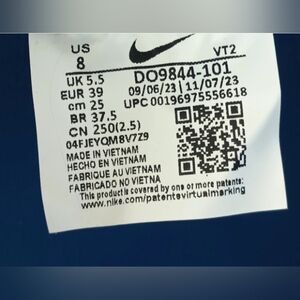 US VT2
8
UK 5.5 DO9844-101
EUR 39 09/06/23 11/07/23
cm 25 UPC 00196975556618
BR 37.5
CN 250(2.5)
04FJEYQM8V7Z9
MADE IN VIETNAM
HECHO EN VIETNAM
FABRIQUE AU VIETNAM
FABRICADO NO VIETNA
This product is covered by one or more patents:
www.nike.com/patentsvirtualmarking